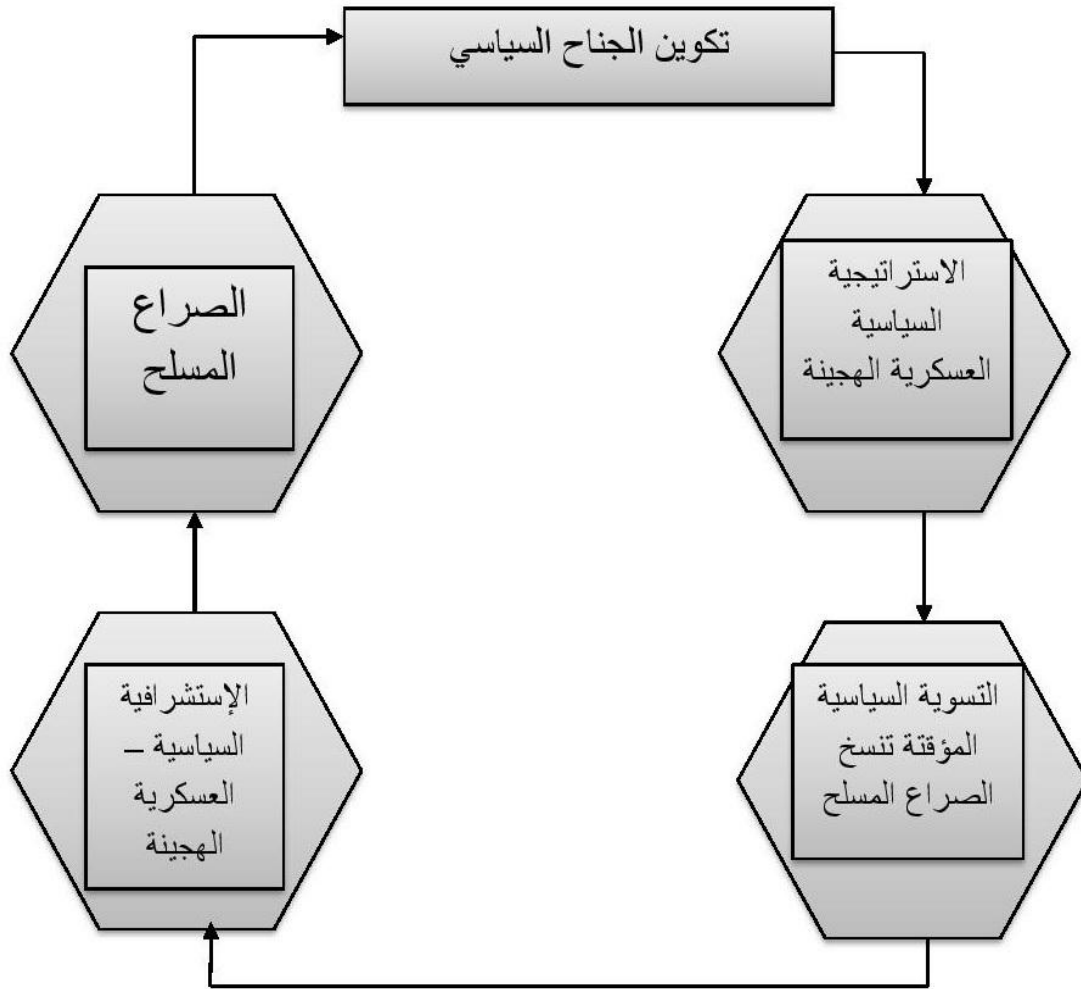 تكوين الجناح السياسي
الاستراتيجية
السياسية
العسكرية الهجينة
الصراع
المسلح
التسوية السياسية
المؤقتة تنسخ
الصراع المسلح
الإستشرافية
السياسية –
العسكرية
الهجينة